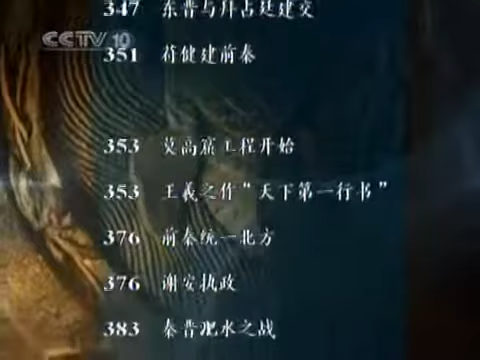 347 东晋与拜占廷建交
CCTV 10
351 苻健建前秦
353 莫高窟工程开始
353 王羲之作“天下第一行书”
376 前秦统一北方
376 谢安执政
383 秦晋淝水之战